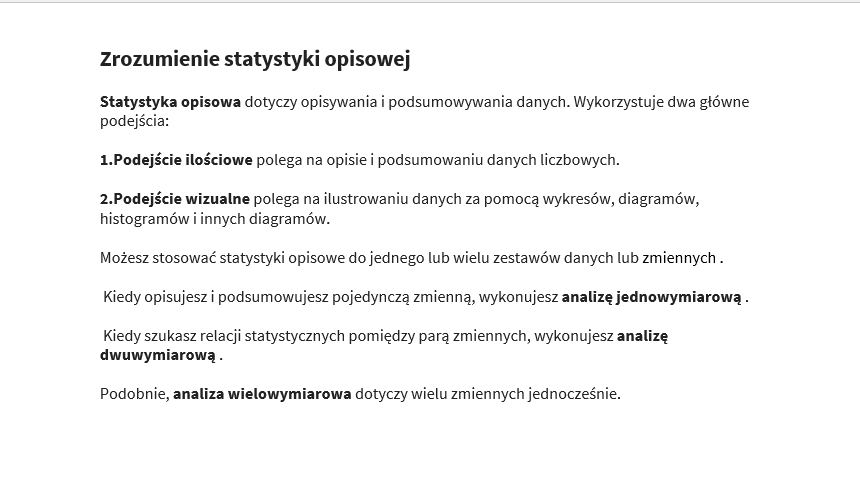 Zrozumienie statystyki opisowej
Statystyka opisowa dotyczy opisywania i podsumowywania danych. Wykorzystuje dwa główne
podejścia:
1.Podejście ilościowe polega na opisie i podsumowaniu danych liczbowych.
2.Podejście wizualne polega na ilustrowaniu danych za pomocą wykresów, diagramów,
histogramów i innych diagramów.
Możesz stosować statystyki opisowe do jednego lub wielu zestawów danych lub zmiennych .
Kiedy opisujesz i podsumowujesz pojedynczą zmienną, wykonujesz analizę jednowymiarową .
Kiedy szukasz relacji statystycznych pomiędzy parą zmiennych, wykonujesz analizę
dwuwymiarową .
Podobnie, analiza wielowymiarowa dotyczy wielu zmiennych jednocześnie.